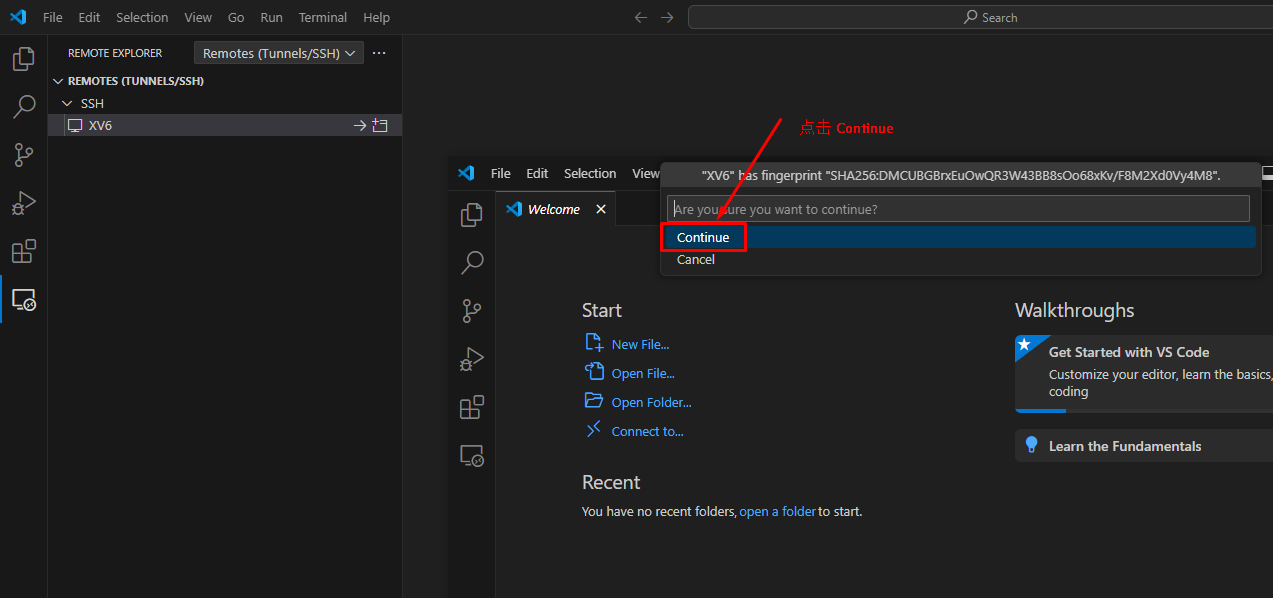 File Edit Selection View Go Run Terminal Help
Search
REMOTE EXPLORER
Remotes (Tunnels/SSH)
REMOTES (TUNNELS/SSH)
SSH
XV6
点击 Continue
File Edit Selection View
"XV6" has fingerprint "SHA256:DMCUBGBrxEuOwQR3W43BB8sOo68xKv/F8M2Xd0Vy4M8".
Welcome
Are you sure you want to continue?
Continue
Cancel
Start
New File...
Open File...
Open Folder...
Connect to...
Recent
You have no recent folders, open a folder to start.
Walkthroughs
Get Started with VS Code
Customize your editor, learn the basics,
coding
Learn the Fundamentals